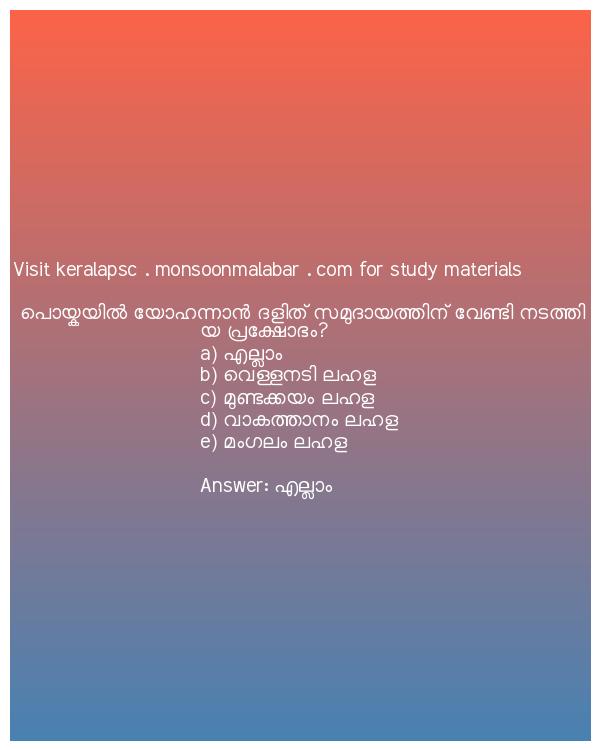 Visit keralapsc . monsoonmalabar . com for study materials
പൊയ്കയിൽ യോഹന്നാൻ ദളിത് സമുദായത്തിന് വേണ്ടി നടത്തി
യ പ്രക്ഷോഭം?
a) എല്ലാം
b) വെള്ളനടി ലഹള
c) മുണ്ടക്കയം ലഹള
d) വാകത്താനം ലഹള
e) മംഗലം ലഹള
Answer: എല്ലാം